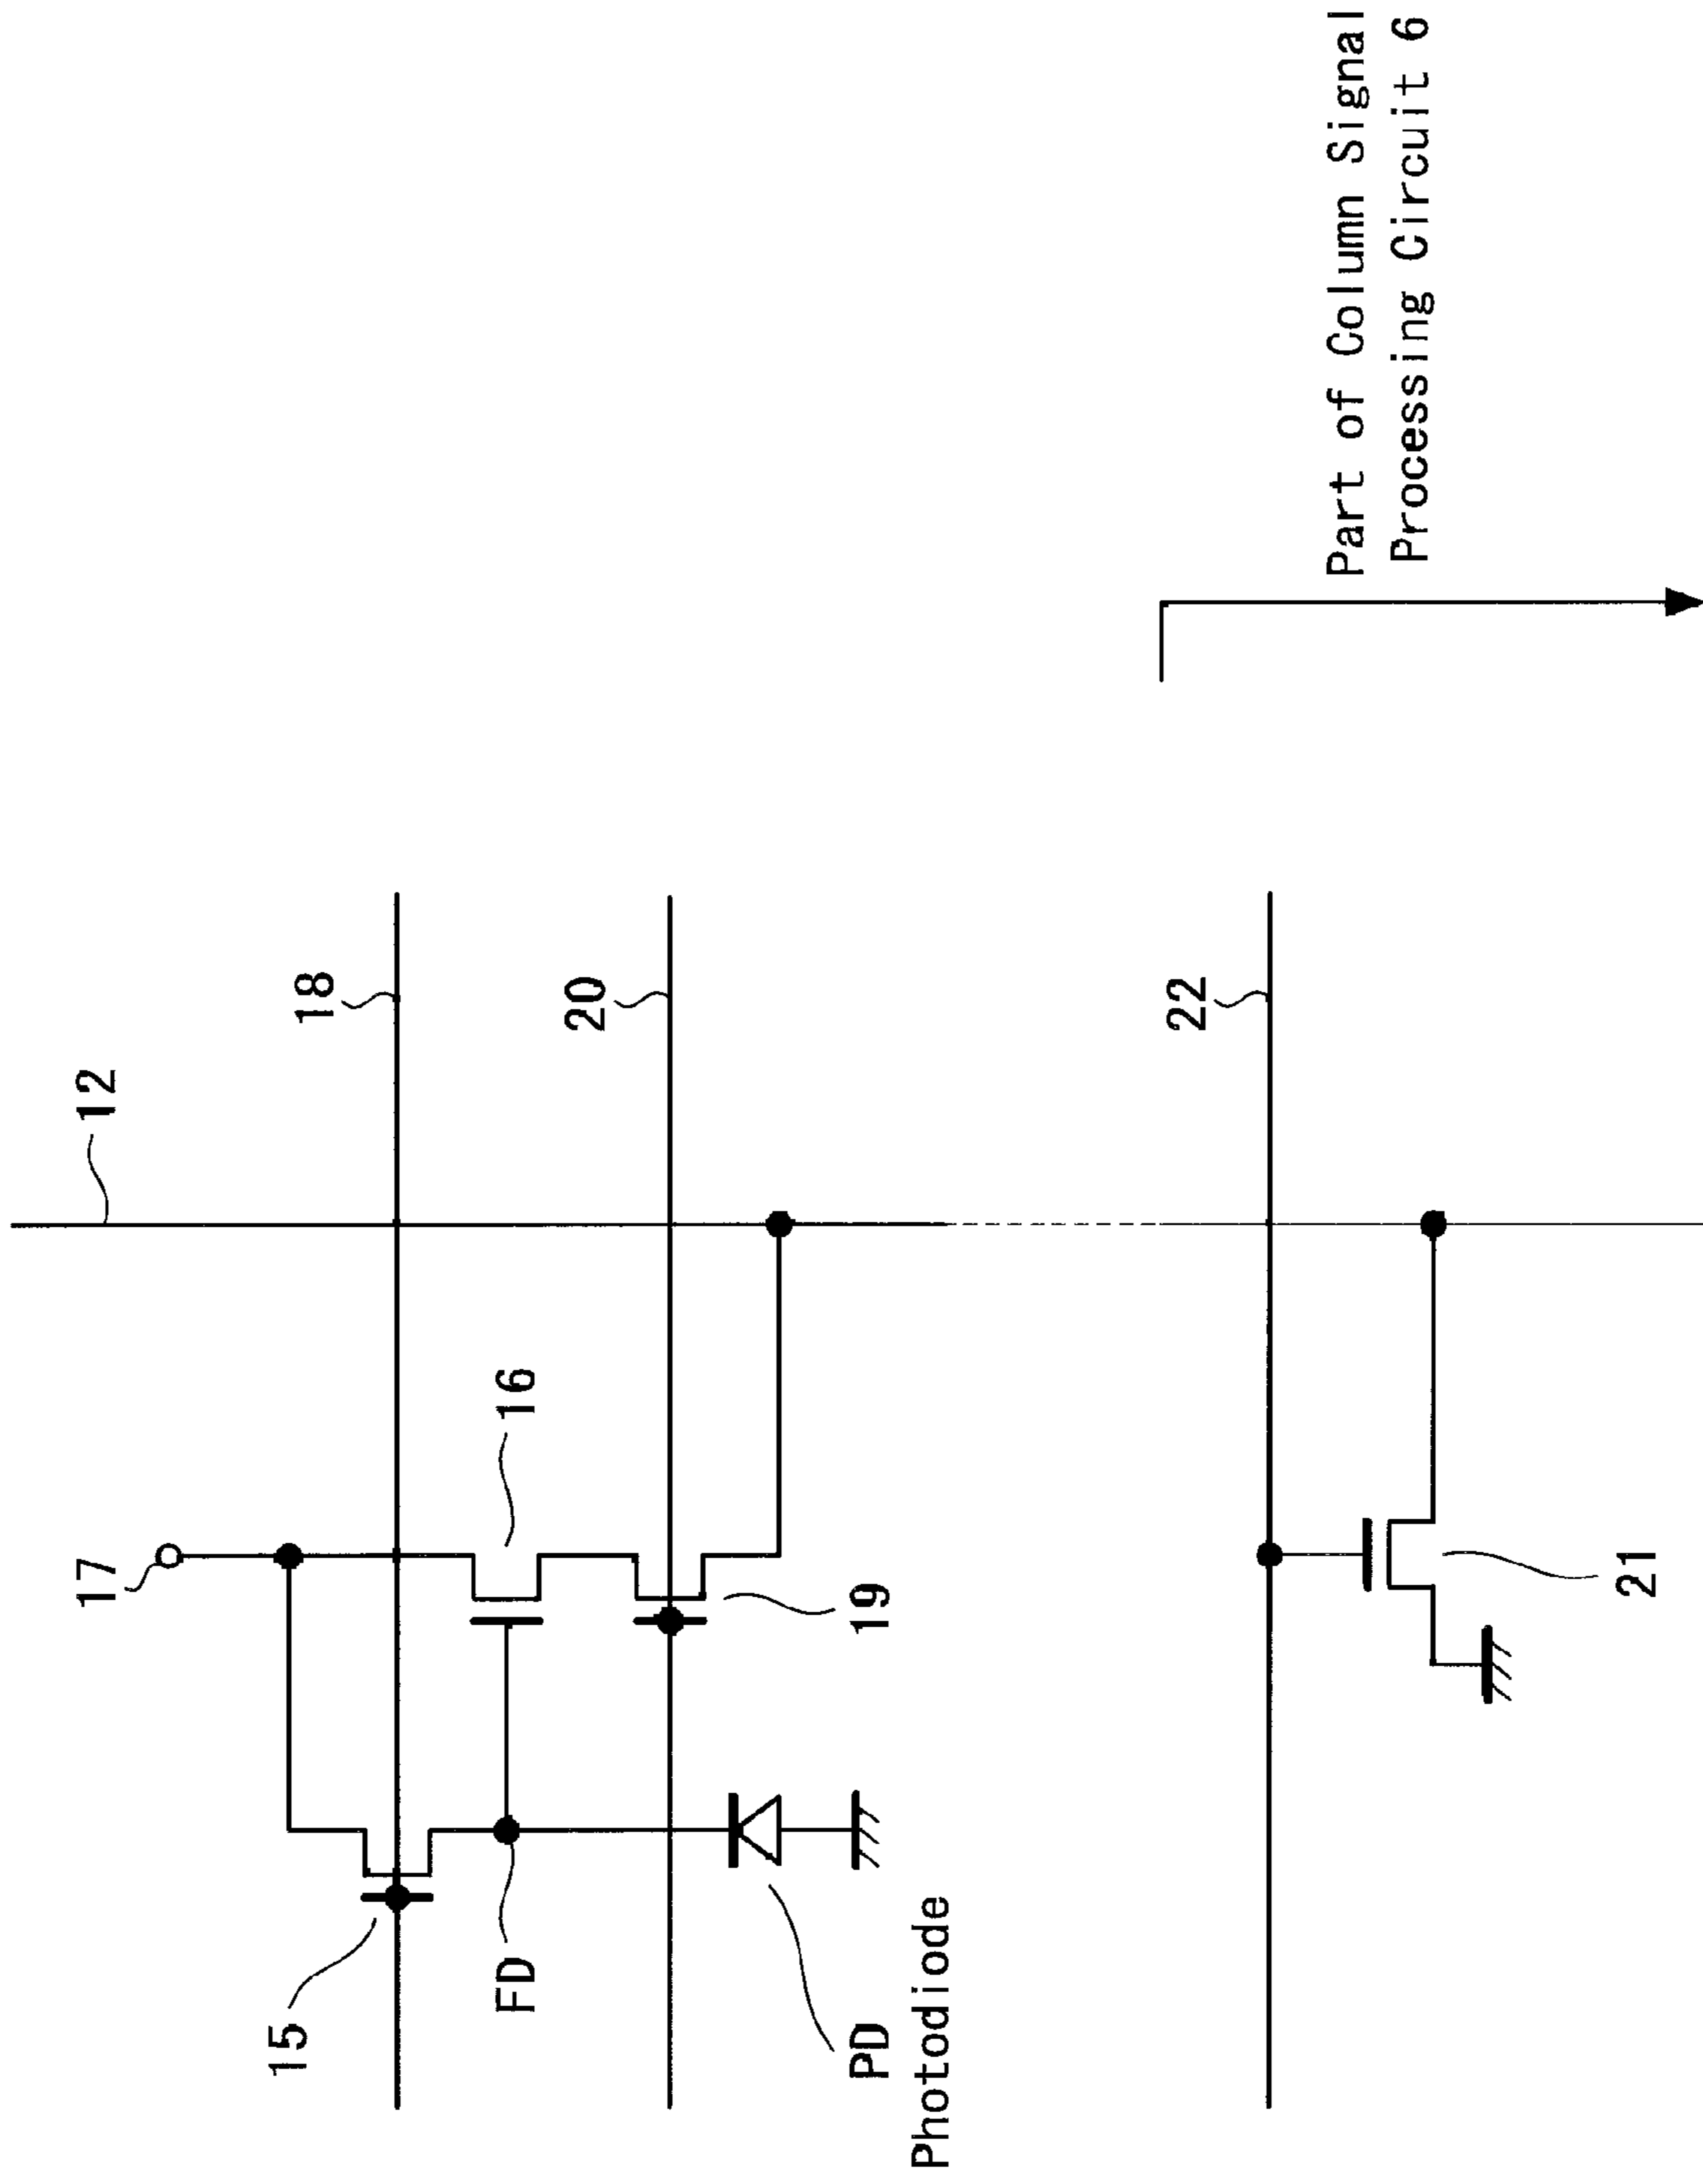 17
12
18
15
16
20
FD
19
PD
Photodiode
22
21
Part of Column Signal
Processing Circuit 6